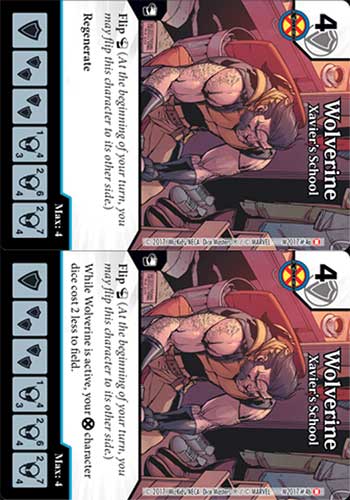 4
Wolverine
Xavier's School
Flip (At the beginning of your turn, you
may flip this character to its other side.)
Regenerate
Max: 4
1
3 4
2 6
4
2 7
4
4
Wolverine
Xavier's School
Flip (At the beginning of your turn, you
may flip this character to its other side.)
While Wolverine is active, your character
dice cost 2 less to field.
Max: 4
1
3 4
2 6
4
2 7
4